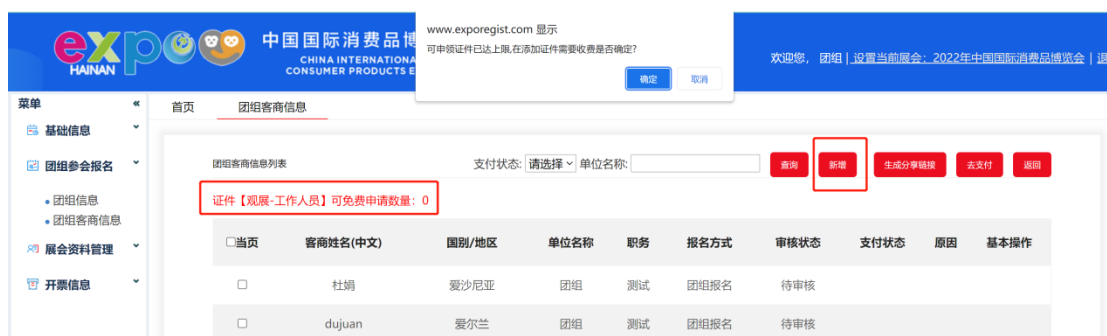 expo
HAINAN
中国国际消费品博
CHINA INTERNATIONA
CONSUMER PRODUCTS E
www.exporegist.com 显示
可申领证件已达上限,在添加证件需要收费是否确定?
确定 取消
欢迎您, 团组 | 设置当前展会:2022年中国国际消费品博览会 | 退
菜单 «
首页 团组客商信息
基础信息
团组参会报名
团组信息
团组客商信息
展会资料管理
开票信息
团组客商信息列表 支付状态: 请选择 单位名称: 查询 新增 生成分享链接 去支付 返回
证件【观展-工作人员】可免费申请数量:0
当页 客商姓名(中文) 国别/地区 单位名称 职务 报名方式 审核状态 支付状态 原因 基本操作
杜娟 爱沙尼亚 团组 测试 团组报名 待审核
dujuan 爱尔兰 团组 测试 团组报名 待审核